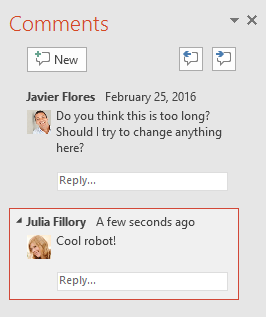 Comments
New
Javier Flores February 25, 2016
Do you think this is too long?
Should I try to change anything
here?
Reply...
Julia Fillory A few seconds ago
Cool robot!
Reply...